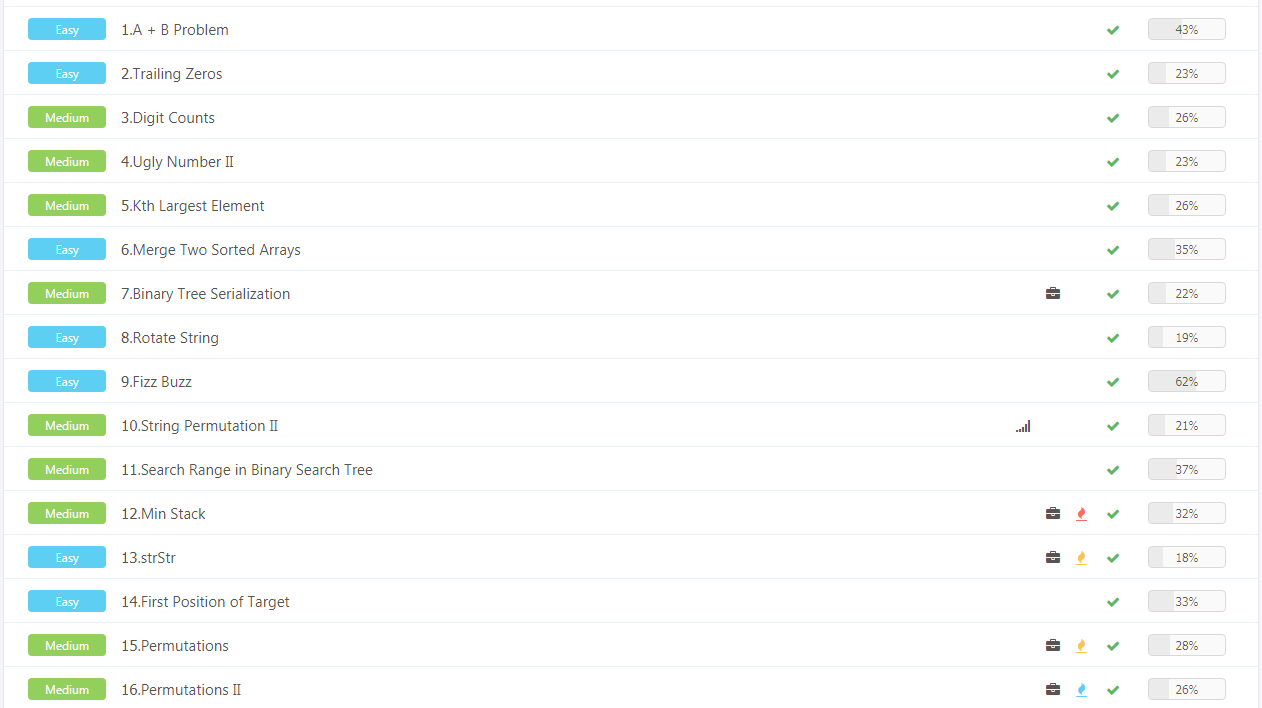 Easy 1.A + B Problem 43%
Easy 2.Trailing Zeros 23%
Medium 3.Digit Counts 26%
Medium 4.Ugly Number II 23%
Medium 5.Kth Largest Element 26%
Easy 6.Merge Two Sorted Arrays 35%
Medium 7.Binary Tree Serialization 22%
Easy 8.Rotate String 19%
Easy 9.Fizz Buzz 62%
Medium 10.String Permutation II 21%
Medium 11.Search Range in Binary Search Tree 37%
Medium 12.Min Stack 32%
Easy 13.strStr 18%
Easy 14.First Position of Target 33%
Medium 15.Permutations 28%
Medium 16.Permutations II 26%